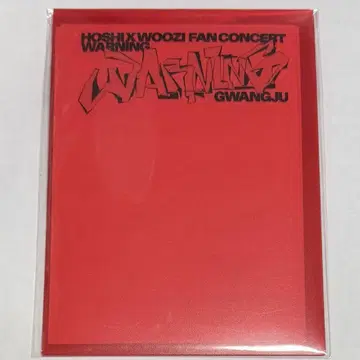 HOSHI X WOOZI FAN CONCERT
WARNING
WARNING
GWANGJU